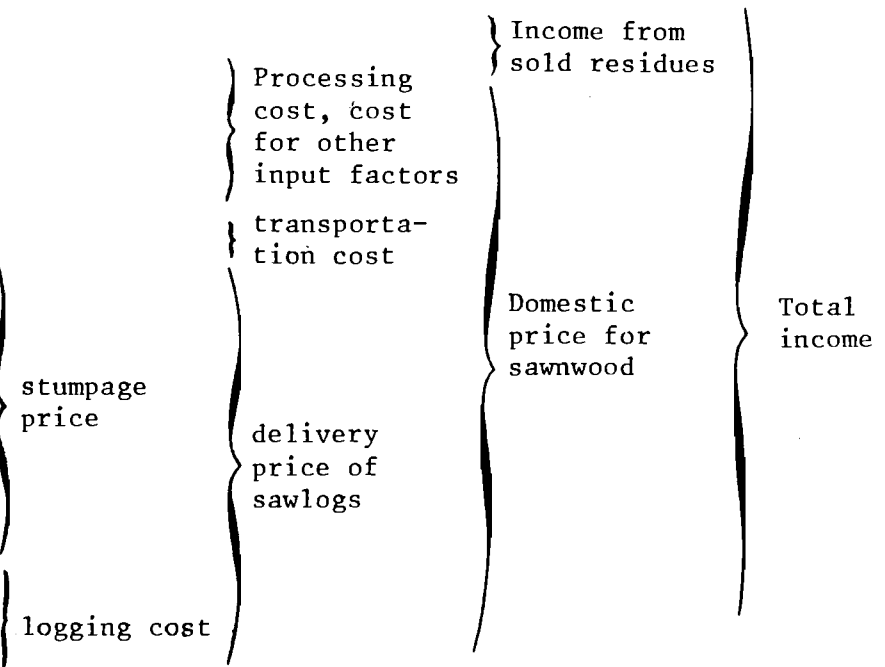 Income from
sold residues
Processing
cost, cost
for other
input factors
transporta-
tion cost
Domestic
price for
sawnwood
Total
income
stumpage
price
delivery
price of
sawlogs
logging cost